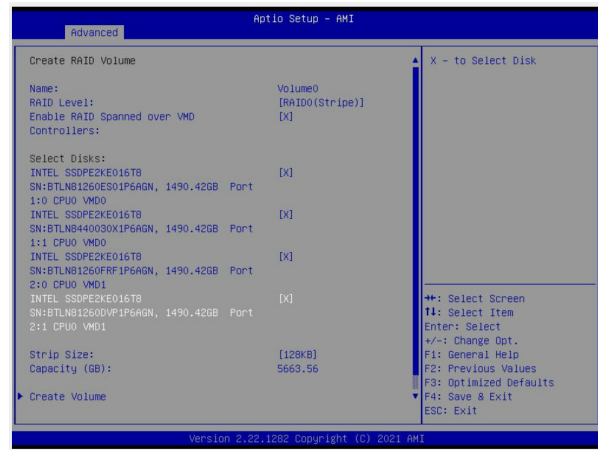 Aptio Setup - AMI
Advanced
Create RAID Volume
X - to Select Disk
Name: Volume0
RAID Level: [RAID0(Stripe)]
Enable RAID Spanned over VMD [X]
Controllers:
Select Disks:
INTEL SSDPE2KE016T8 [X]
SN:BTLN81260ES01P6AGN, 1490.42GB Port
1:0 CPU0 VMD0
INTEL SSDPE2KE016T8 [X]
SN:BTLN8440030X1P6AGN, 1490.42GB Port
1:1 CPU0 VMD0
INTEL SSDPE2KE016T8 [X]
SN:BTLN81260FRF1P6AGN, 1490.42GB Port
2:0 CPU0 VMD1
INTEL SSDPE2KE016T8 [X]
SN:BTLN81260DVP1P6AGN, 1490.42GB Port
2:1 CPU0 VMD1
Strip Size: [128KB]
Capacity (GB): 5663.56
Create Volume
→←: Select Screen
↑↓: Select Item
Enter: Select
+/-: Change Opt.
F1: General Help
F2: Previous Values
F3: Optimized Defaults
F4: Save & Exit
ESC: Exit
Version 2.22.1282 Copyright (C) 2021 AMI